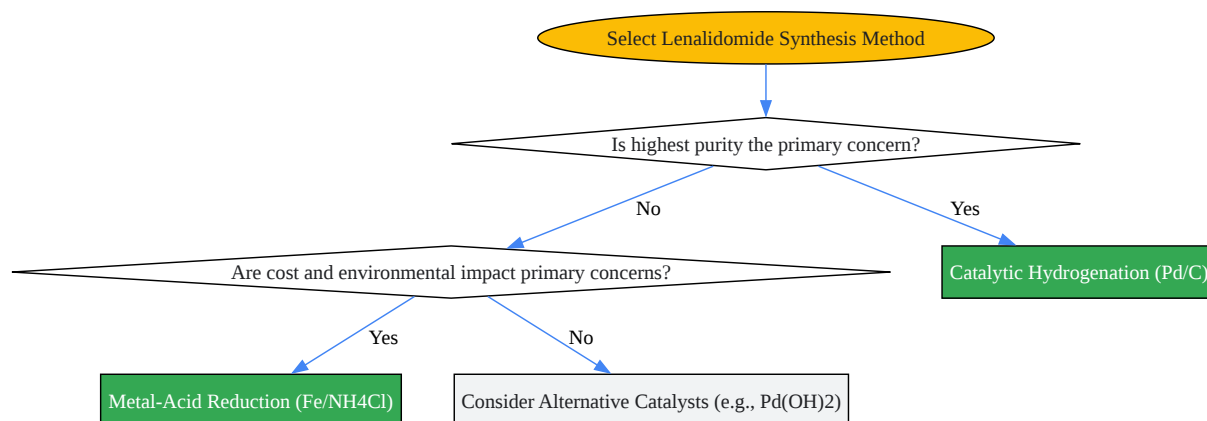 Select Lenalidomide Synthesis Method
Is highest purity the primary concern?
No
Yes
Are cost and environmental impact primary concerns?
Catalytic Hydrogenation (Pd/C)
Yes
No
Metal-Acid Reduction (Fe/NH4Cl)
Consider Alternative Catalysts (e.g., Pd(OH)2)